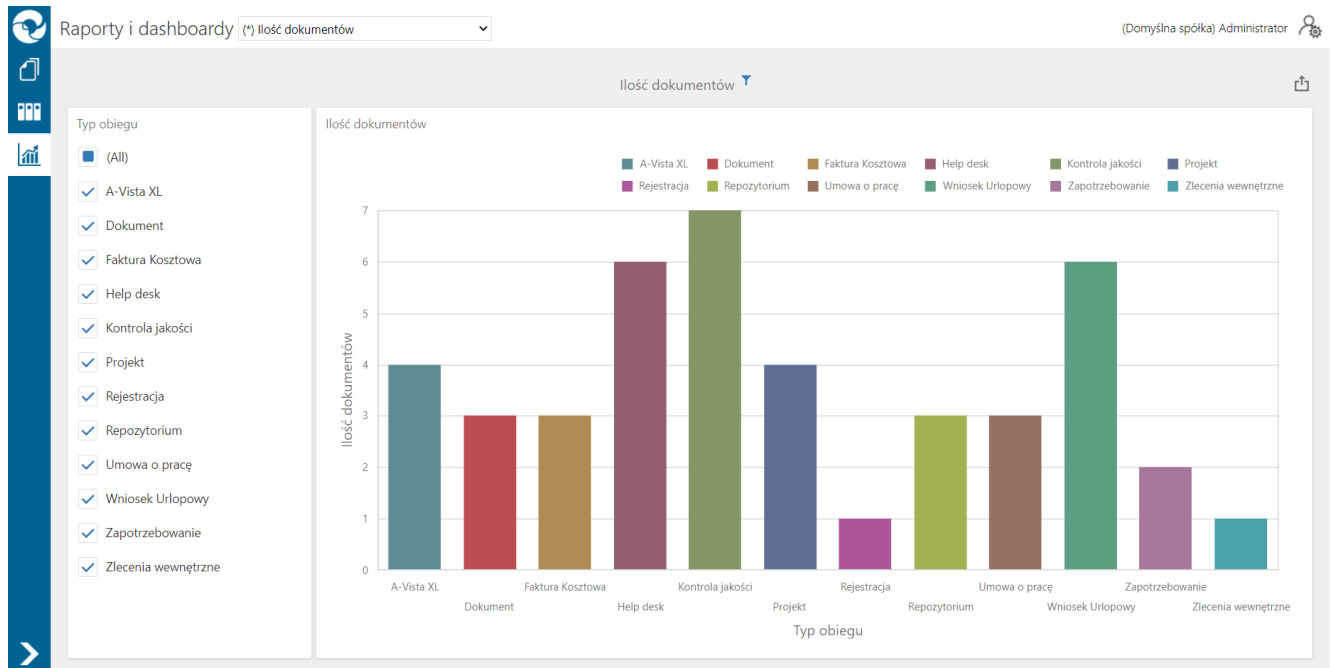 Raporty i dashboardy (*) Ilość dokumentów
(Domyślna spółka) Administrator
Ilość dokumentów
Typ obiegu
(All)
A-Vista XL
Dokument
Faktura Kosztowa
Help desk
Kontrola jakości
Projekt
Rejestracja
Repozytorium
Umowa o pracę
Wniosek Urlopowy
Zapotrzebowanie
Zlecenia wewnętrzne
Ilość dokumentów
A-Vista XL Dokument Faktura Kosztowa Help desk Kontrola jakości Projekt
Rejestracja Repozytorium Umowa o pracę Wniosek Urlopowy Zapotrzebowanie Zlecenia wewnętrzne
7
6
5
4
3
2
1
0
Ilość dokumentów
A-Vista XL Faktura Kosztowa Kontrola jakości Rejestracja Umowa o pracę Zapotrzebowanie
Dokument Help desk Projekt Repozytorium Wniosek Urlopowy Zlecenia wewnętrzne
Typ obiegu